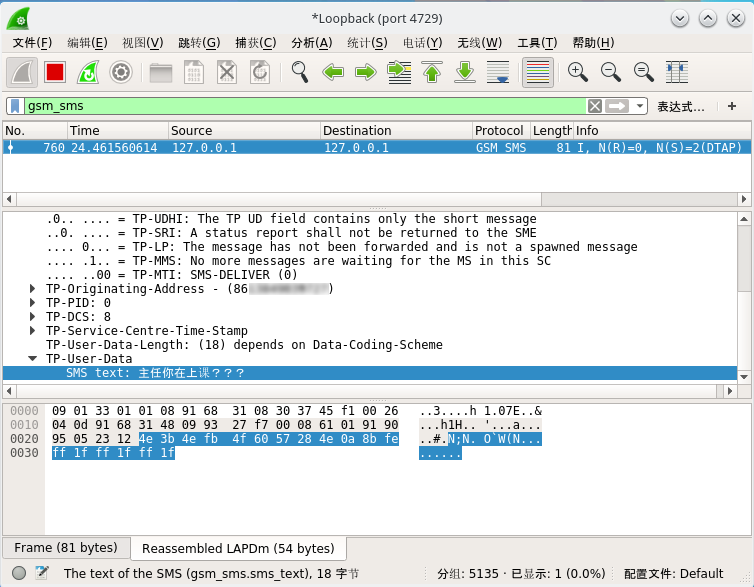 *Loopback (port 4729)
文件(F) 编辑(E) 视图(V) 跳转(G) 捕获(C) 分析(A) 统计(S) 电话(Y) 无线(W) 工具(T) 帮助(H)
gsm_sms 表达式… +
No. Time Source Destination Protocol Length Info
760 24.461560614 127.0.0.1 127.0.0.1 GSM SMS 81 I, N(R)=0, N(S)=2(DTAP)
.0.. .... = TP-UDHI: The TP UD field contains only the short message
..0. .... = TP-SRI: A status report shall not be returned to the SME
.... 0... = TP-LP: The message has not been forwarded and is not a spawned message
.... .1.. = TP-MMS: No more messages are waiting for the MS in this SC
.... ..00 = TP-MTI: SMS-DELIVER (0)
TP-Originating-Address - (86 )
TP-PID: 0
TP-DCS: 8
TP-Service-Centre-Time-Stamp
TP-User-Data-Length: (18) depends on Data-Coding-Scheme
TP-User-Data
SMS text: 主任你在上课？？？
0000 09 01 33 01 01 08 91 68 31 08 30 37 45 f1 00 26 ..3....h 1.07E..&
0010 04 0d 91 68 31 48 09 93 27 f7 00 08 61 01 91 90 ...h1H.. '...a...
0020 95 05 23 12 4e 3b 4e fb 4f 60 57 28 4e 0a 8b fe ..#.N;N. O`W(N...
0030 ff 1f ff 1f ff 1f ......
Frame (81 bytes) Reassembled LAPDm (54 bytes)
The text of the SMS (gsm_sms.sms_text), 18 字节 分组: 5135 · 已显示: 1 (0.0%) 配置文件: Default